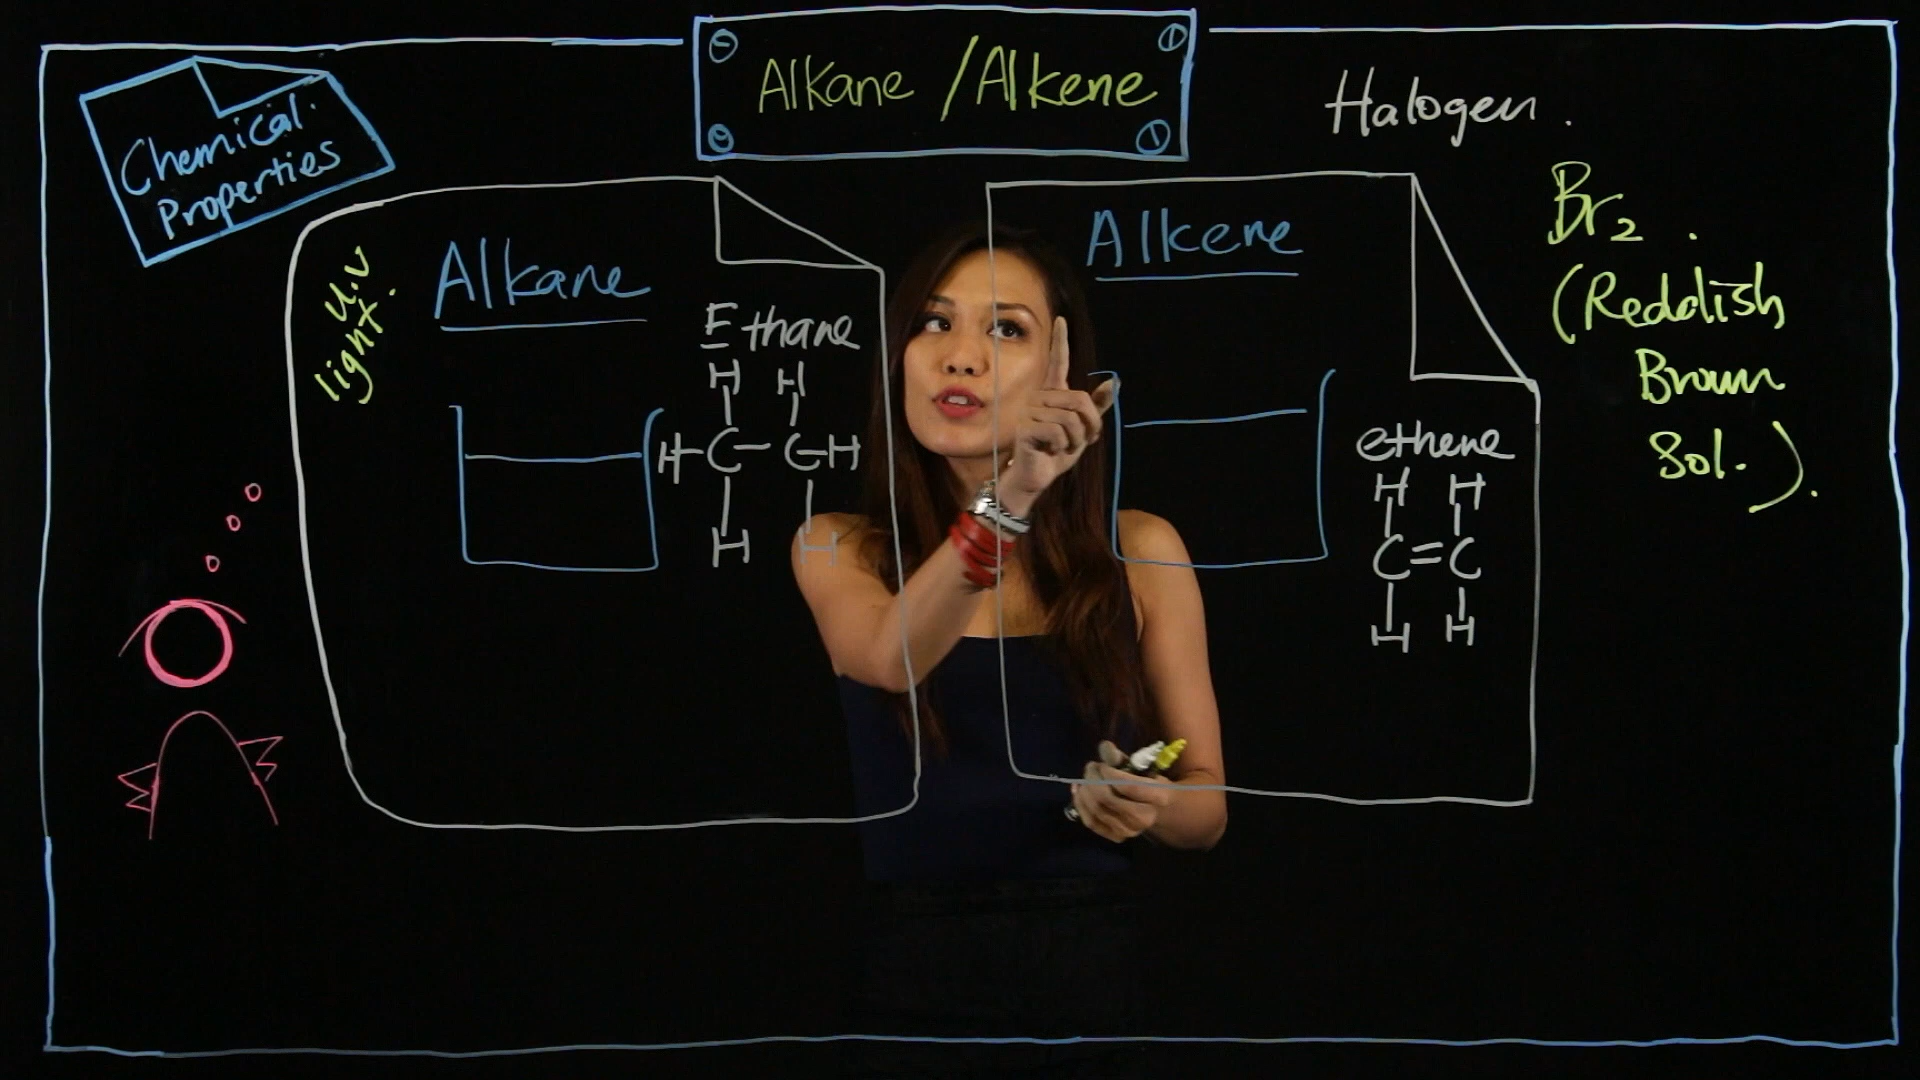 Chemical
Properties
Alkane / Alkene
Halogen.
u.v
light.
Alkane
Ethane
H H
H-C-C-H
H H
Alkene
ethene
H H
C=C
H H
Br2.
(Reddish
Brown
Sol.).